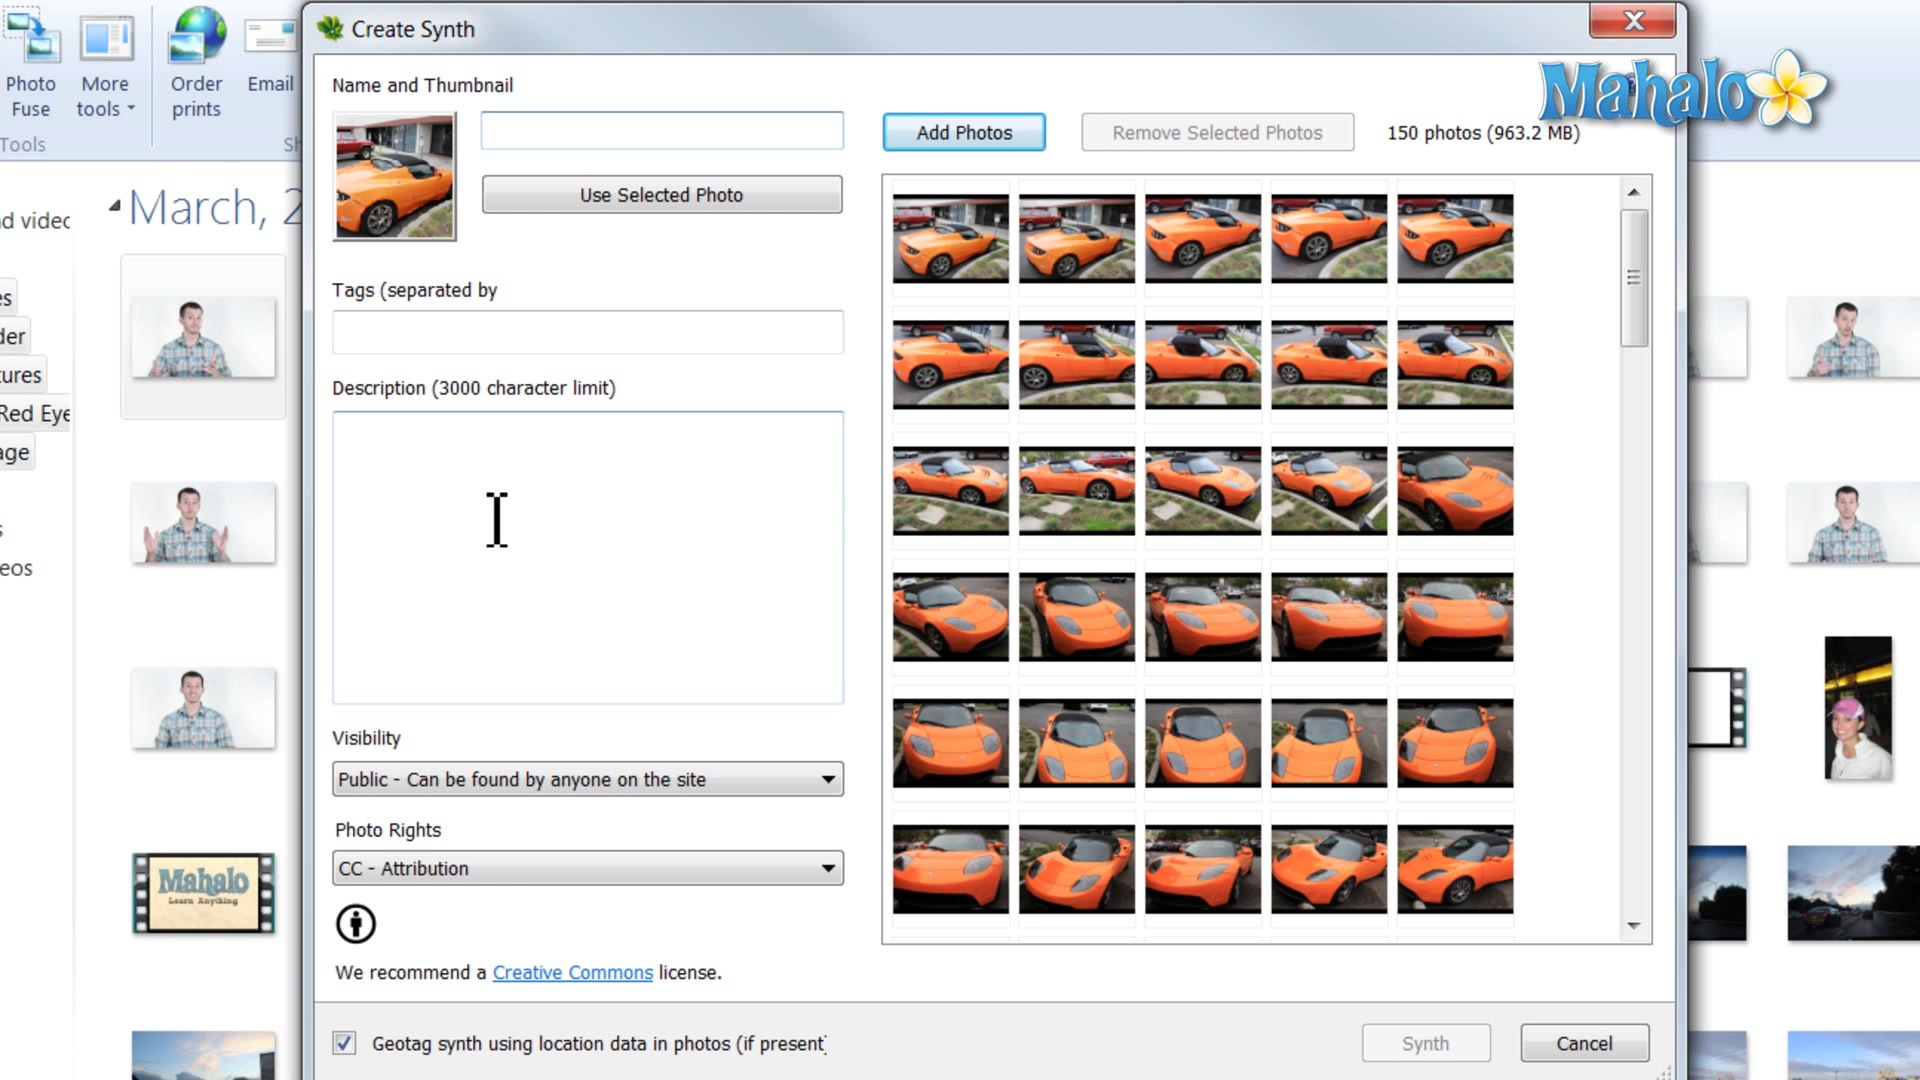 Create Synth
Photo Fuse
More tools
Order prints
Email
Tools
Sh
March, 2
nd videc
es
der
tures
Red Eye
age
s
eos
Name and Thumbnail
Use Selected Photo
Tags (separated by
Description (3000 character limit)
Visibility
Public - Can be found by anyone on the site
Photo Rights
CC - Attribution
We recommend a Creative Commons license.
Geotag synth using location data in photos (if present)
Add Photos
Remove Selected Photos
150 photos (963.2 MB)
Synth
Cancel
Mahalo
Mahalo
Learn Anything